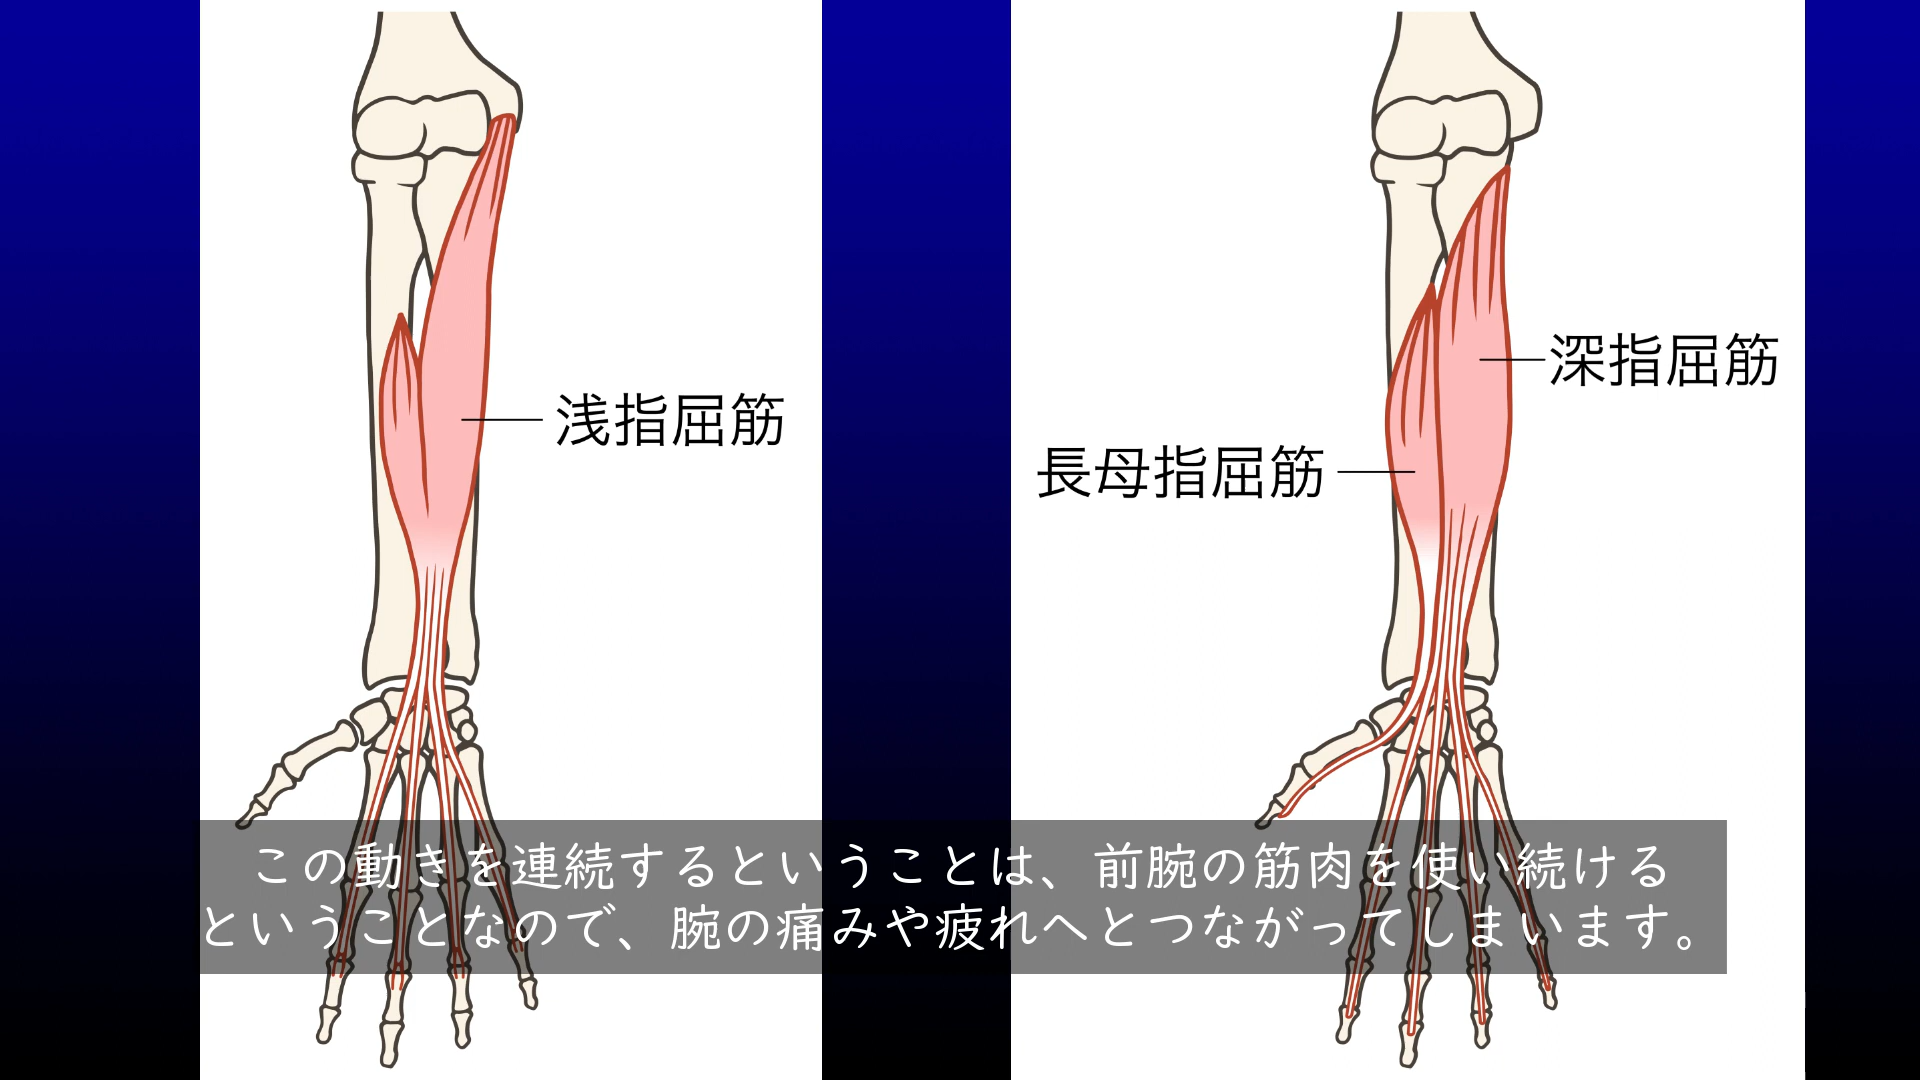 浅指屈筋
深指屈筋
長母指屈筋
この動きを連続するということは、前腕の筋肉を使い続ける
ということなので、腕の痛みや疲れへとつながってしまいます。